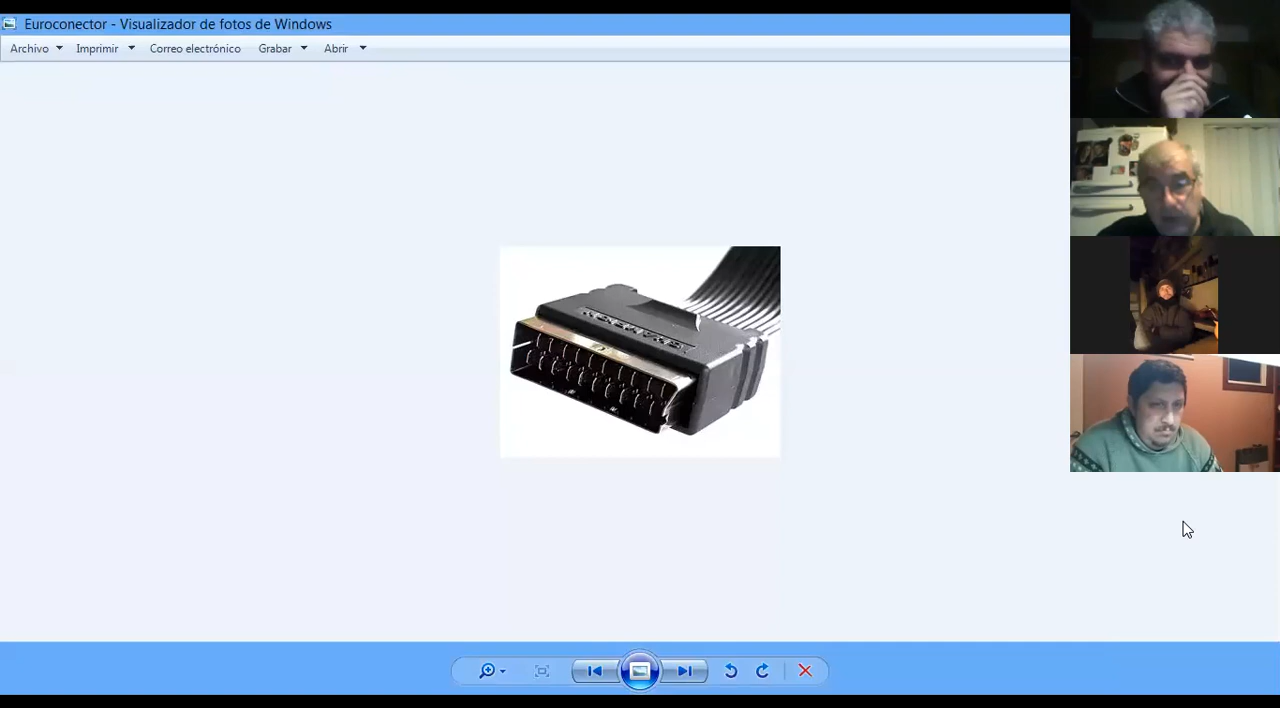 Euroconector - Visualizador de fotos de Windows
Archivo Imprimir Correo electrónico Grabar Abrir